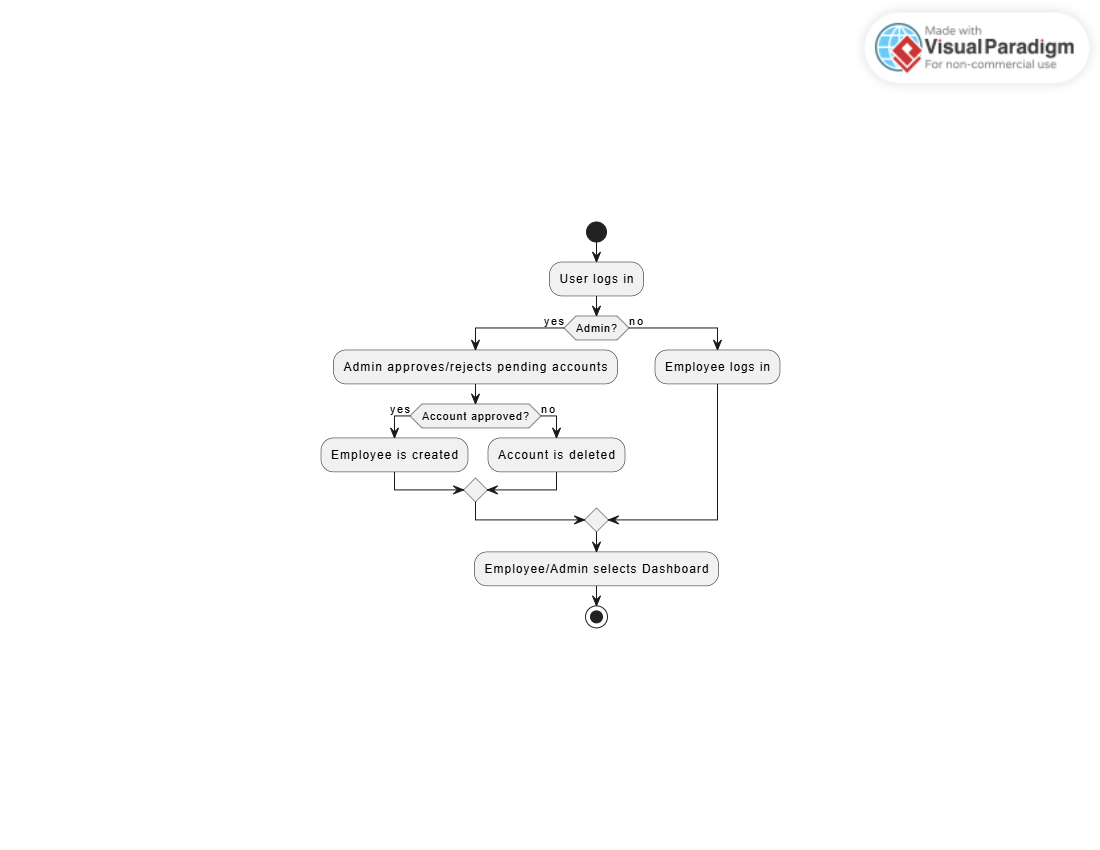 Made with
Visual Paradigm
For non-commercial use
User logs in
yes
Admin?
no
Admin approves/rejects pending accounts
Employee logs in
yes
Account approved?
no
Employee is created
Account is deleted
Employee/Admin selects Dashboard